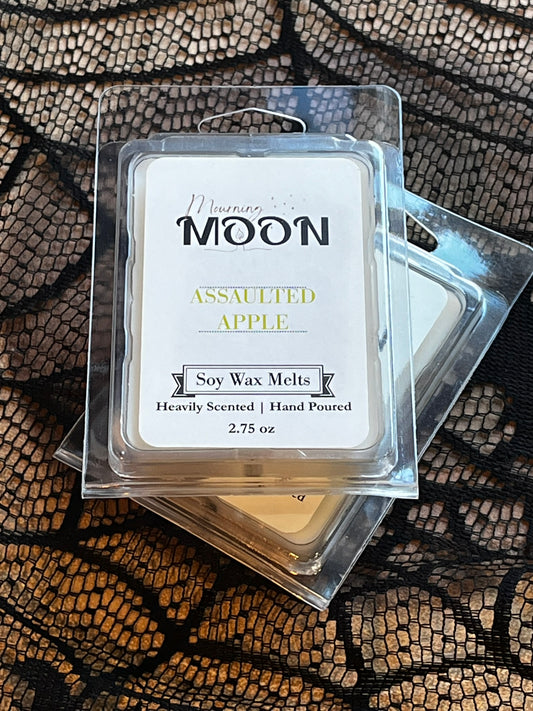 Mourning
MOON
ASSAULTED
APPLE
Soy Wax Melts
Heavily Scented | Hand Poured
2.75 oz